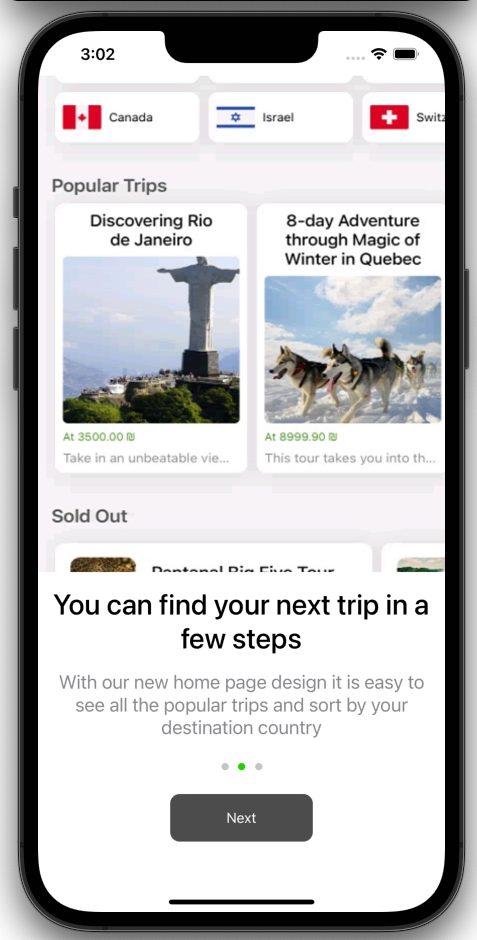 3:02
Canada
Israel
Switz
Popular Trips
Discovering Rio
de Janeiro
8-day Adventure
through Magic of
Winter in Quebec
At 3500.00 ₪
At 8999.90 ₪
Take in an unbeatable vie...
This tour takes you into th...
Sold Out
Pantanal Big Five Tour
You can find your next trip in a
few steps
With our new home page design it is easy to
see all the popular trips and sort by your
destination country
Next